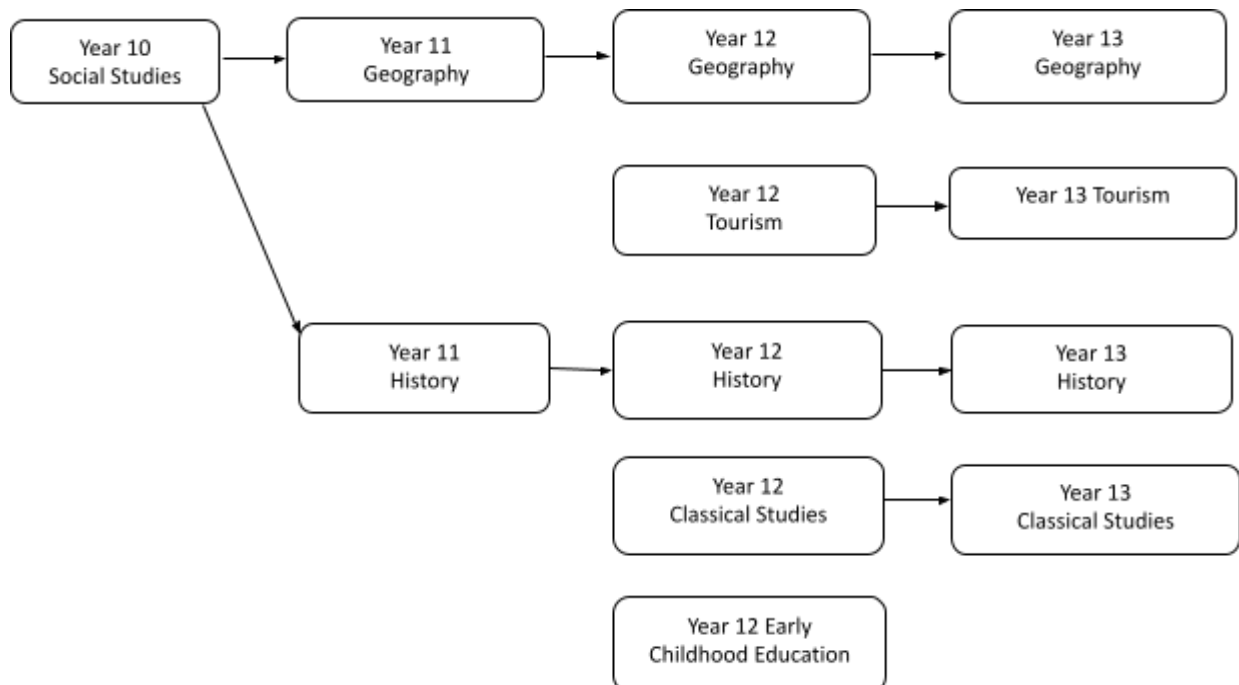 Year 10
Social Studies
Year 11
Geography
Year 12
Geography
Year 13
Geography
Year 12
Tourism
Year 13 Tourism
Year 11
History
Year 12
History
Year 13
History
Year 12
Classical Studies
Year 13
Classical Studies
Year 12 Early
Childhood Education